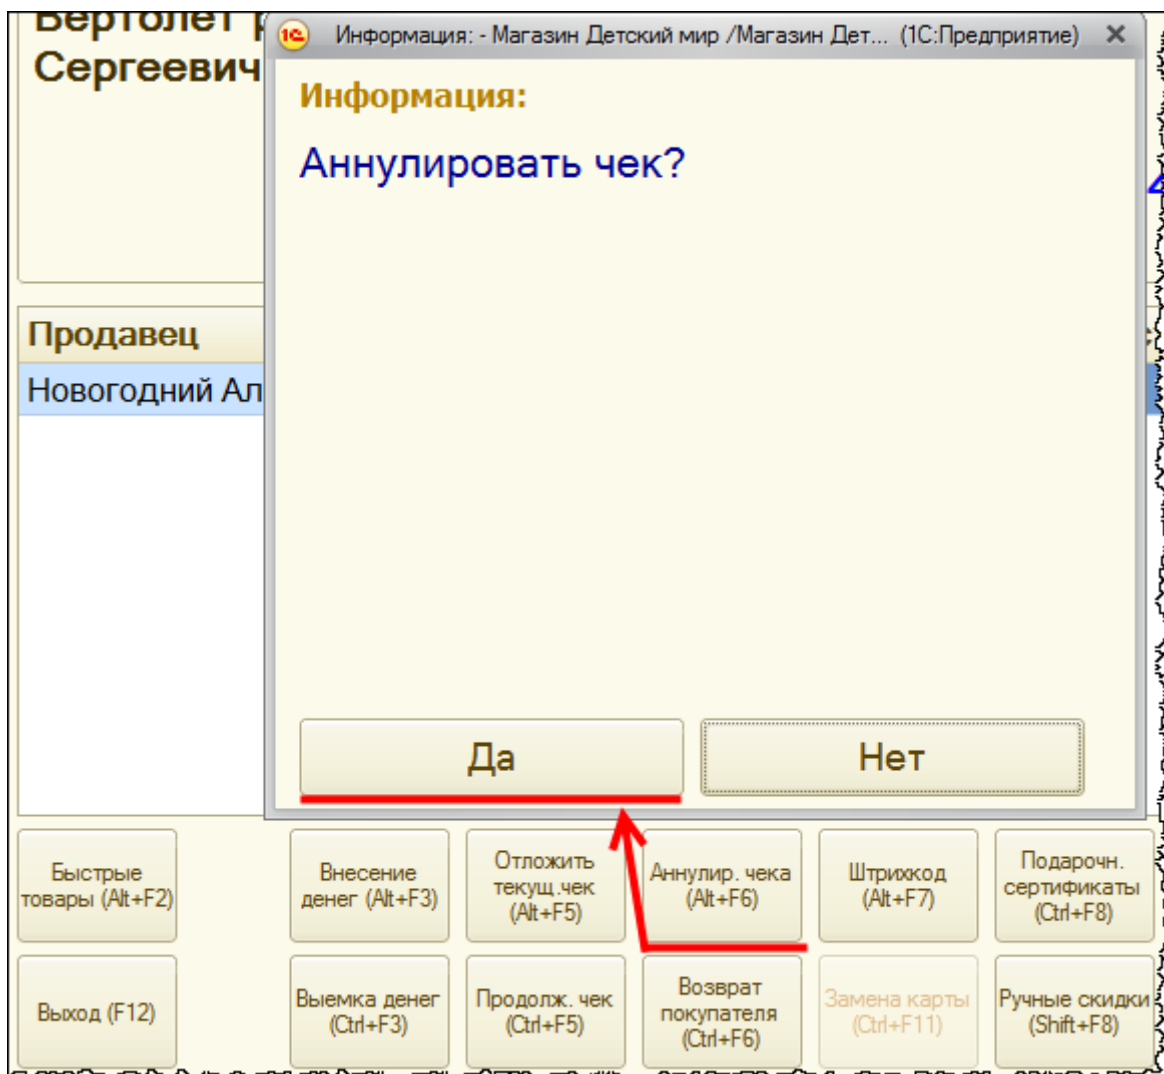 Вертолет р
Сергеевич
1С Информация: - Магазин Детский мир /Магазин Дет... (1С:Предприятие)
Информация:
Аннулировать чек?
Да
Нет
Продавец
Новогодний Ал
Быстрые
товары (Alt+F2)
Внесение
денег (Alt+F3)
Отложить
текущ.чек
(Alt+F5)
Аннулир. чека
(Alt+F6)
Штрихкод
(Alt+F7)
Подарочн.
сертификаты
(Ctrl+F8)
Выход (F12)
Выемка денег
(Ctrl+F3)
Продолж. чек
(Ctrl+F5)
Возврат
покупателя
(Ctrl+F6)
Замена карты
(Ctrl+F11)
Ручные скидки
(Shift+F8)